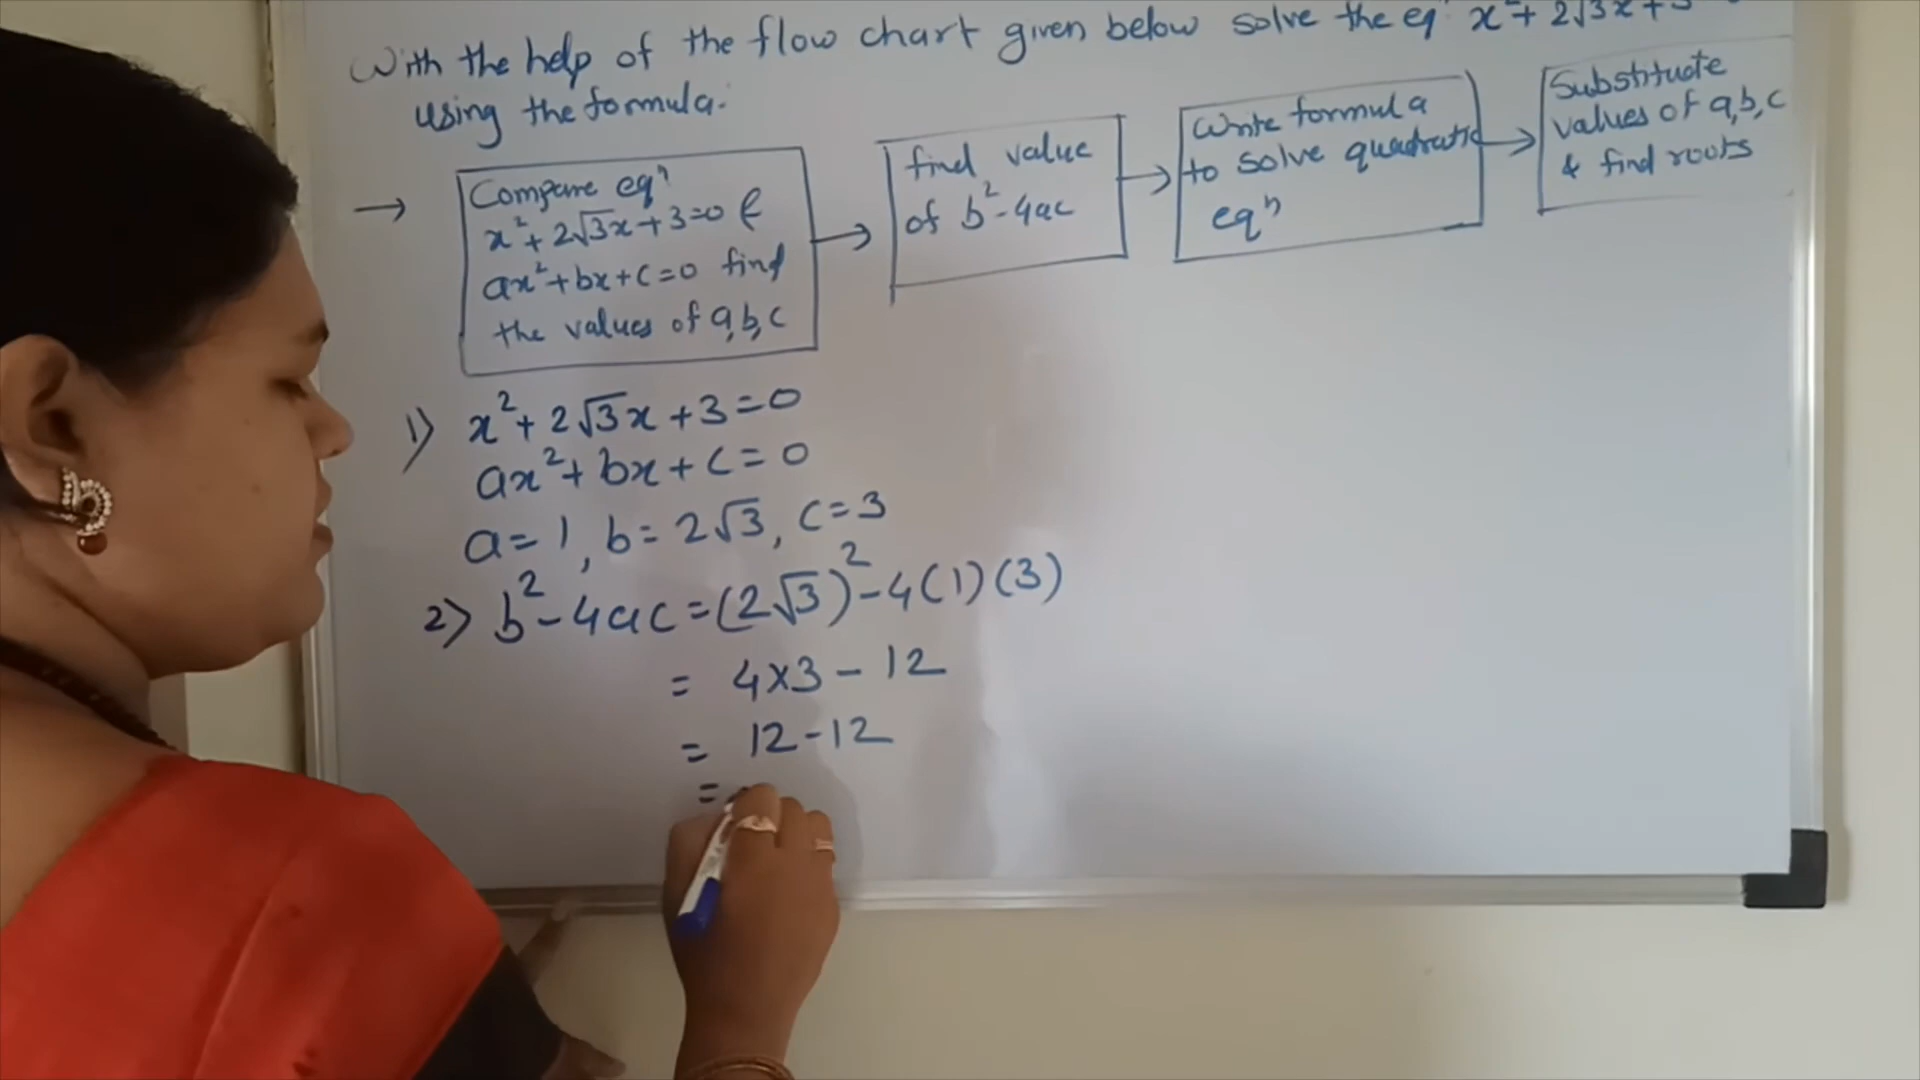 With the help of the flow chart given below solve the eqⁿ x²+ 2√3x+3
using the formula.
→
Compare eqⁿ
x²+2√3x+3=0 &
ax²+bx+c=0 find
the values of a,b,c
→
find value
of b²-4ac
→
Write formula
to solve quadratic
eqⁿ
→
Substitute
values of a,b,c
& find roots
1) x²+2√3x+3=0
ax²+bx+c=0
a=1, b=2√3, c=3
2) b²-4ac=(2√3)²-4(1)(3)
= 4x3-12
= 12-12
=